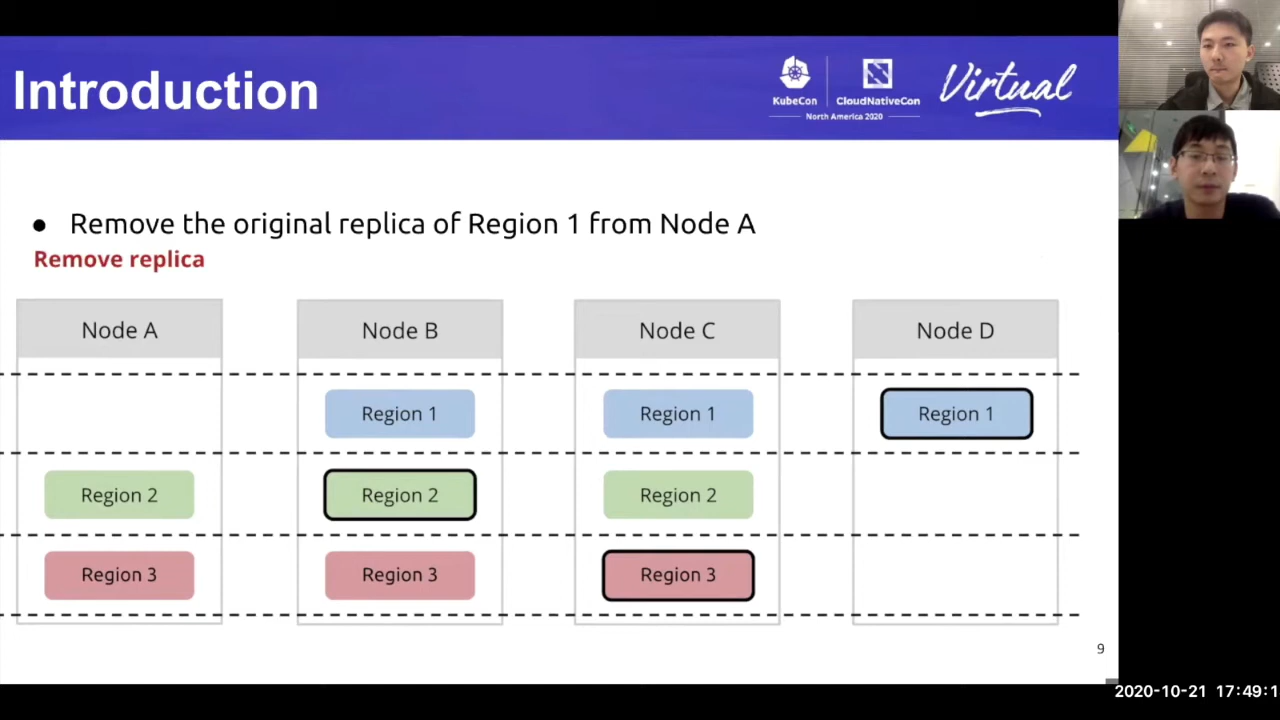 Introduction
KubeCon
CloudNativeCon
North America 2020
Virtual
● Remove the original replica of Region 1 from Node A
Remove replica
Node A
Node B
Node C
Node D
Region 1
Region 1
Region 1
Region 2
Region 2
Region 2
Region 3
Region 3
Region 3
9
2020-10-21 17:49:1